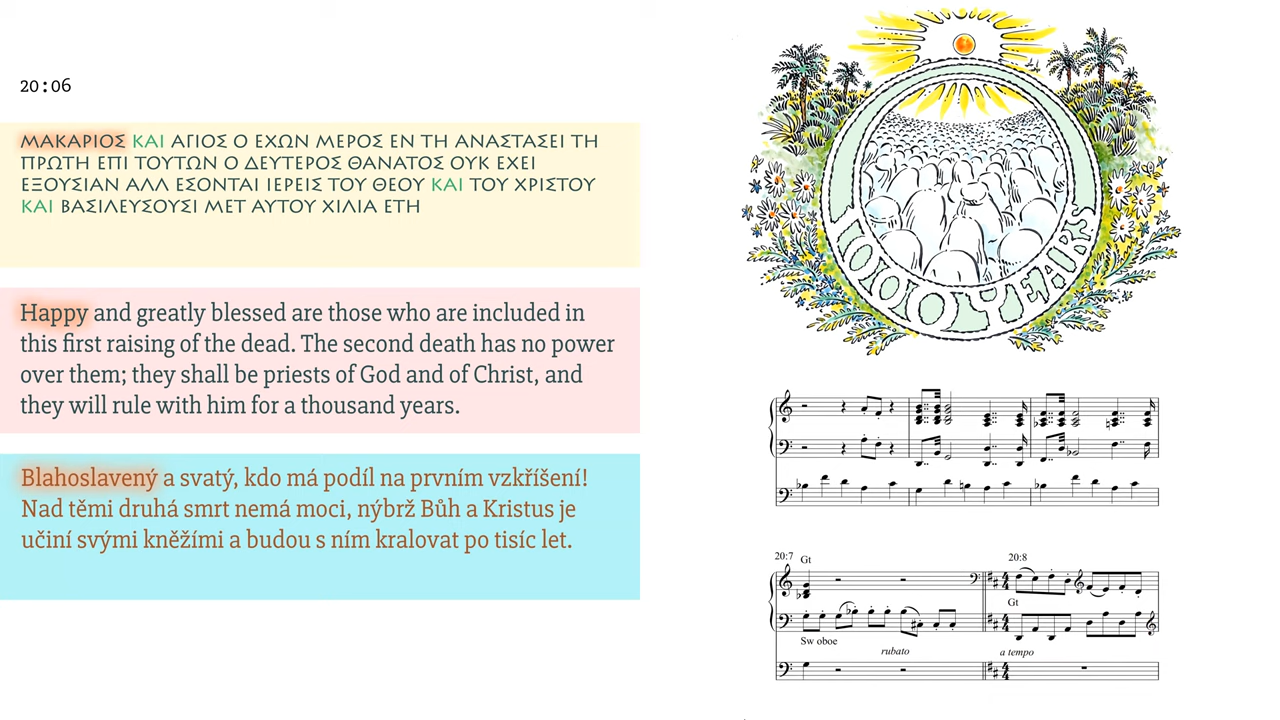 20:06
ΜΑΚΑΡΙΟΣ ΚΑΙ ΑΓΙΟΣ Ο ΕΧΩΝ ΜΕΡΟΣ ΕΝ ΤΗ ΑΝΑΣΤΑΣΕΙ ΤΗ
ΠΡΩΤΗ ΕΠΙ ΤΟΥΤΩΝ Ο ΔΕΥΤΕΡΟΣ ΘΑΝΑΤΟΣ ΟΥΚ ΕΧΕΙ
ΕΞΟΥΣΙΑΝ ΑΛΛ ΕΣΟΝΤΑΙ ΙΕΡΕΙΣ ΤΟΥ ΘΕΟΥ ΚΑΙ ΤΟΥ ΧΡΙΣΤΟΥ
ΚΑΙ ΒΑΣΙΛΕΥΣΟΥΣΙ ΜΕΤ ΑΥΤΟΥ ΧΙΛΙΑ ΕΤΗ
Happy and greatly blessed are those who are included in
this first raising of the dead. The second death has no power
over them; they shall be priests of God and of Christ, and
they will rule with him for a thousand years.
Blahoslavený a svatý, kdo má podíl na prvním vzkříšení!
Nad těmi druhá smrt nemá moci, nýbrž Bůh a Kristus je
učiní svými kněžími a budou s ním kralovat po tisíc let.
1000 YEARS
20:7 Gt
20:8
Gt
Sw oboe
rubato
a tempo